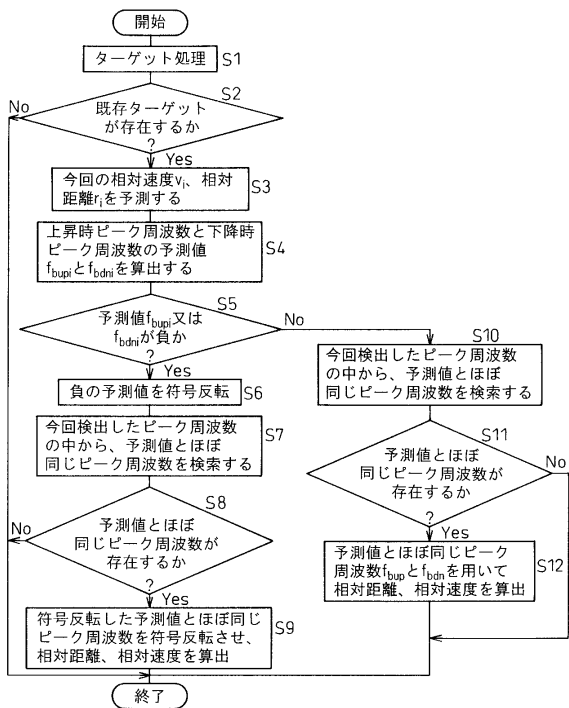 開始
ターゲット処理 S1
S2
No
既存ターゲット
が存在するか
?
Yes
今回の相対速度vi、相対
距離riを予測する
S3
上昇時ピーク周波数と下降時
ピーク周波数の予測値
fbupiとfbdniを算出する
S4
S5
予測値fbupi又は
fbdniが負か
?
No
Yes
負の予測値を符号反転 S6
今回検出したピーク周波数
の中から、予測値とほぼ
同じピーク周波数を検索する
S7
S8
No
予測値とほぼ
同じピーク周波数が
存在するか
?
Yes
符号反転した予測値とほぼ同じ
ピーク周波数を符号反転させ、
相対距離、相対速度を算出
S9
S10
今回検出したピーク周波数
の中から、予測値とほぼ
同じピーク周波数を検索する
S11
予測値とほぼ
同じピーク周波数が
存在するか
?
No
Yes
予測値とほぼ同じピーク
周波数fbupとfbdnを用いて
相対距離、相対速度を算出
S12
終了